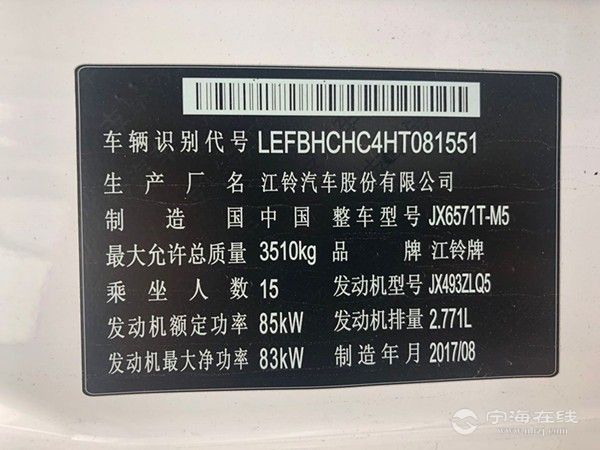 车辆识别代号 LEFBHCHC4HT081551
生产厂名 江铃汽车股份有限公司
制造国 中国 整车型号 JX6571T-M5
最大允许总质量 3510kg 品牌 江铃牌
乘坐人数 15 发动机型号 JX493ZLQ5
发动机额定功率 85kW 发动机排量 2.771L
发动机最大净功率 83kW 制造年月 2017/08
宁海在线
www.nhzj.com